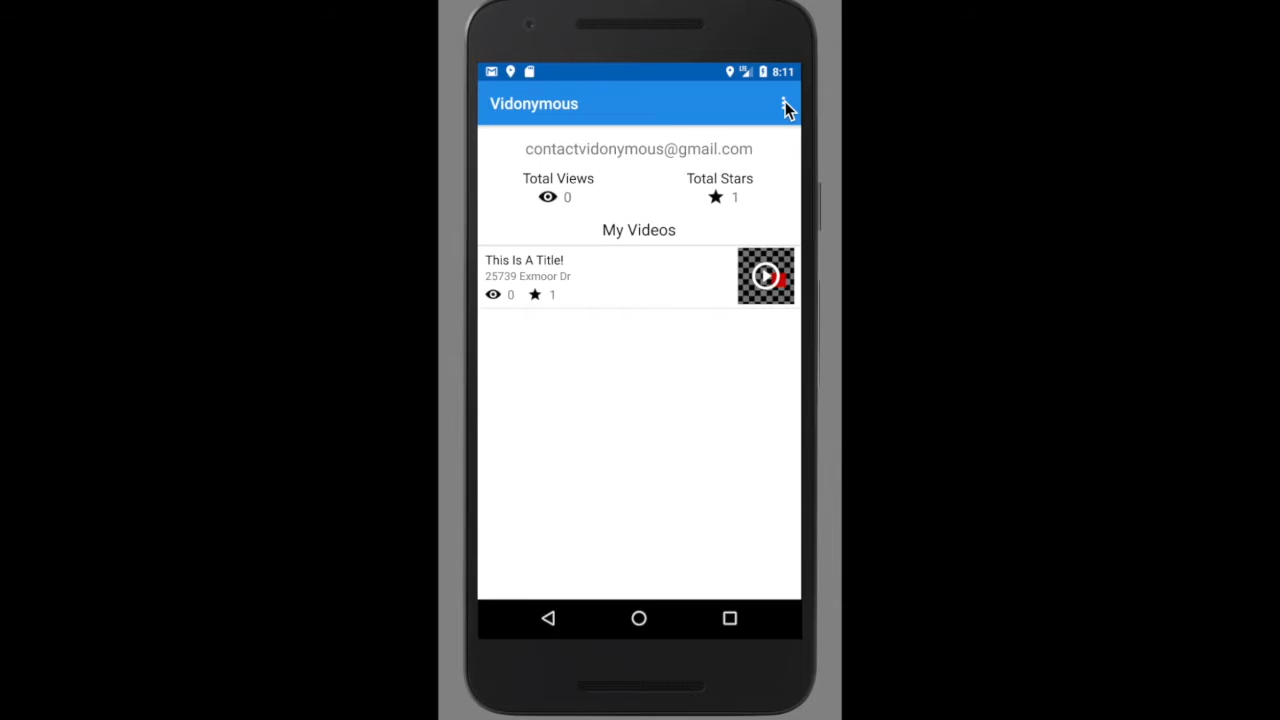 LTE 8:11
Vidonymous
contactvidonymous@gmail.com
Total Views Total Stars
0 1
My Videos
This Is A Title!
25739 Exmoor Dr
0 1